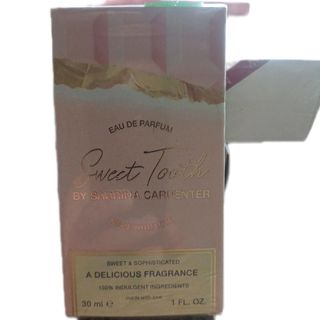 EAU DE PARFUM
Sweet Tooth
BY SABRINA CARPENTER
SWEET & SOPHISTICATED
A DELICIOUS FRAGRANCE
100% INDULGENT INGREDIENTS
30 ml e
1 FL. OZ.